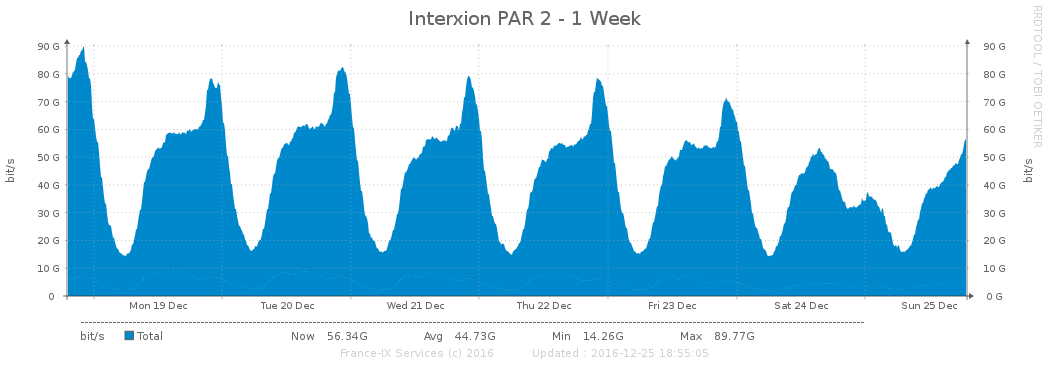 Interxion PAR 2 - 1 Week
RRDTOOL / TOBI OETIKER
90 G 90 G
80 G 80 G
70 G 70 G
60 G 60 G
50 G 50 G
40 G 40 G
30 G 30 G
20 G 20 G
10 G 10 G
0 0 G
bit/s bit/s
Mon 19 Dec Tue 20 Dec Wed 21 Dec Thu 22 Dec Fri 23 Dec Sat 24 Dec Sun 25 Dec
bit/s Total Now 56.34G Avg 44.73G Min 14.26G Max 89.77G
France-IX Services (c) 2016 Updated : 2016-12-25 18:55:05